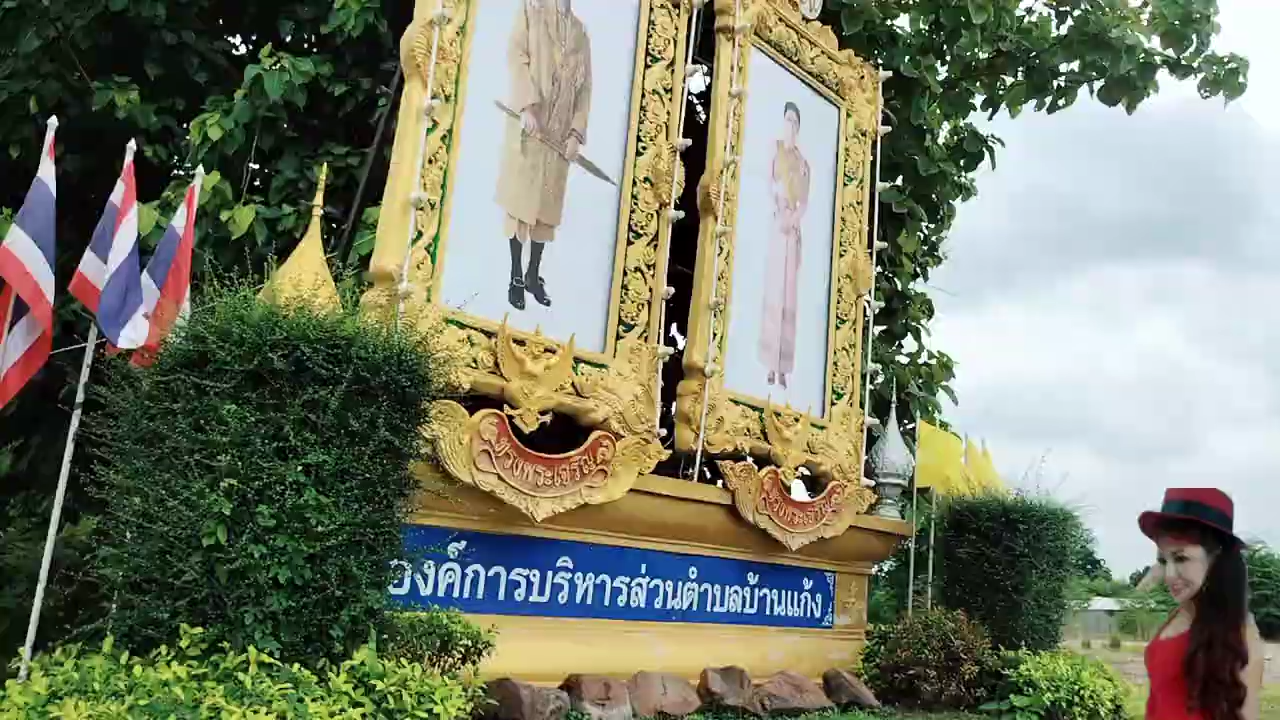 ทรงพระเจริญ
ทรงพระเจริญ
องค์การบริหารส่วนตำบลบ้านแก้ง